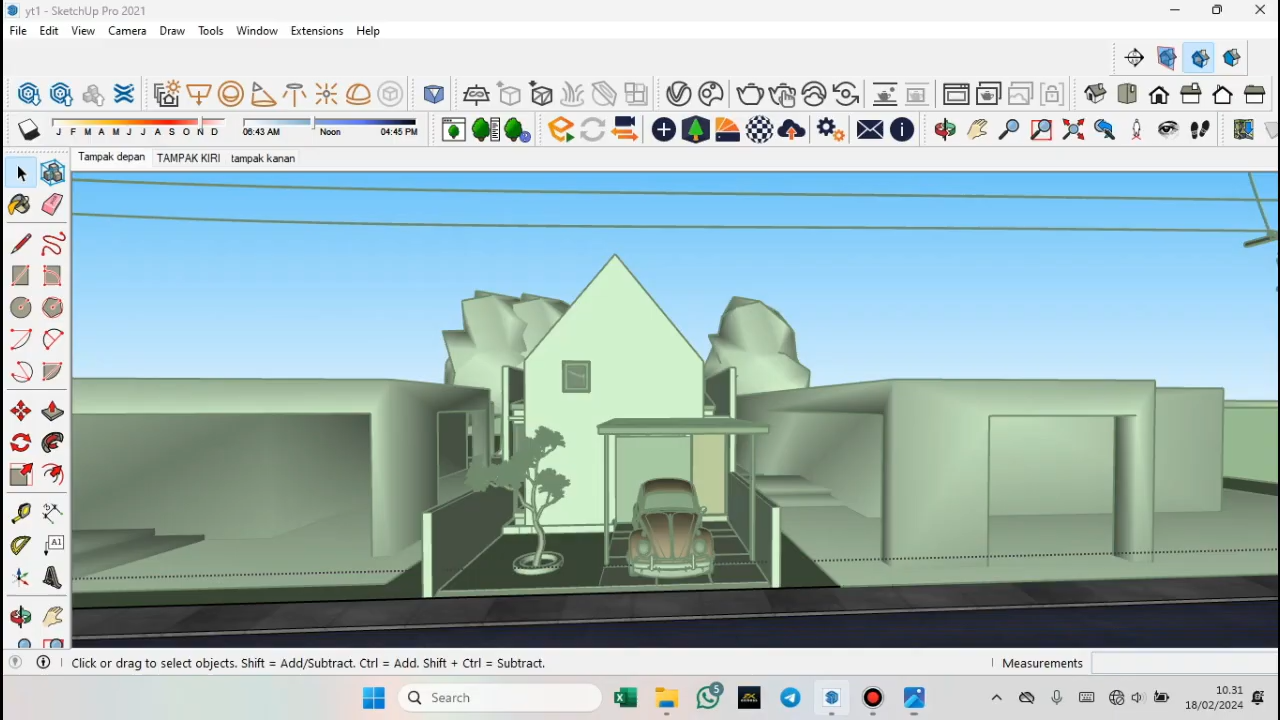 yt1 - SketchUp Pro 2021
File Edit View Camera Draw Tools Window Extensions Help
J F M A M J J A S O N D
06:43 AM Noon 04:45 PM
Tampak depan TAMPAK KIRI tampak kanan
A1
Click or drag to select objects. Shift = Add/Subtract. Ctrl = Add. Shift + Ctrl = Subtract.
Measurements
Search
5
10.31
18/02/2024